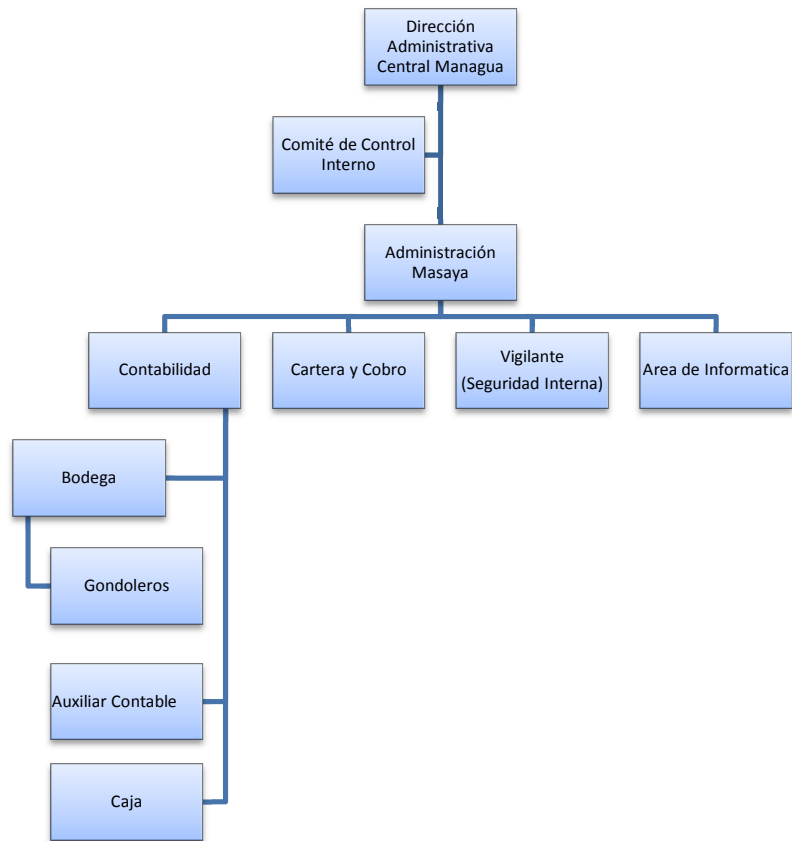 Dirección
Administrativa
Central Managua
Comité de Control
Interno
Administración
Masaya
Contabilidad
Cartera y Cobro
Vigilante
(Seguridad Interna)
Area de Informatica
Bodega
Gondoleros
Auxiliar Contable
Caja